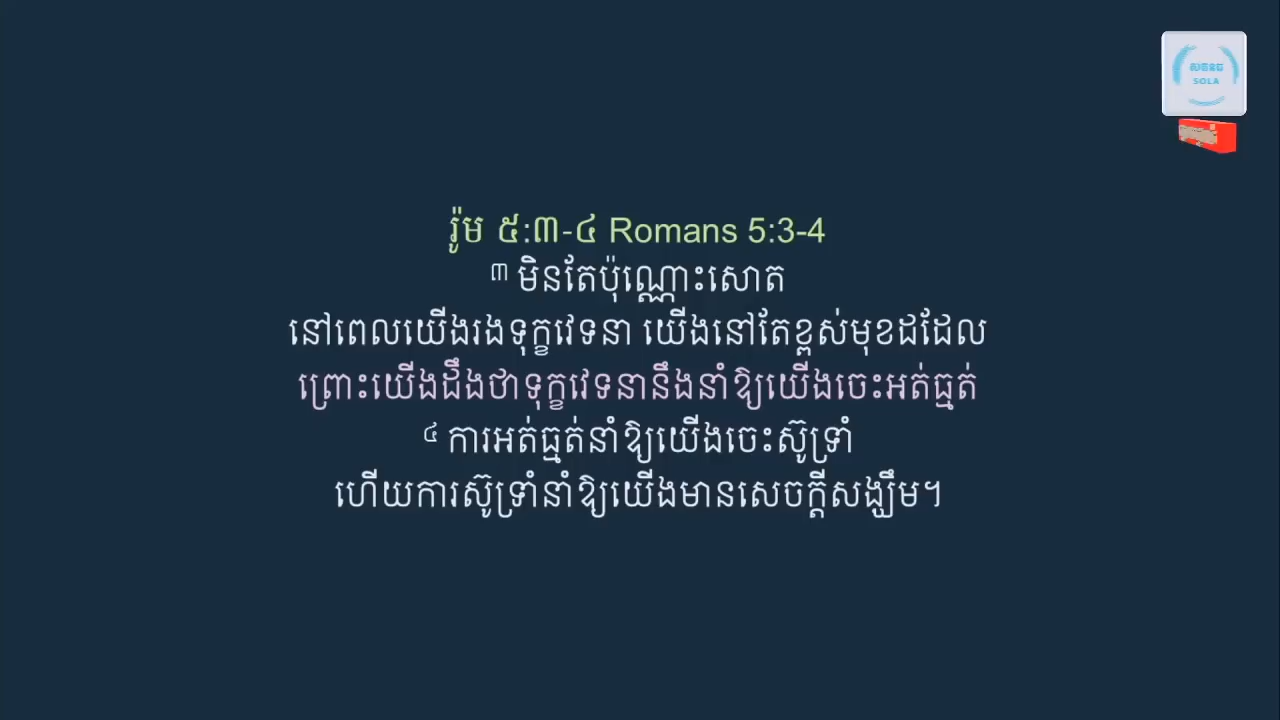 សតនច
SOLA
រ៉ូម ៥:៣-៤ Romans 5:3-4
៣ មិនតែប៉ុណ្ណោះសោត
នៅពេលយើងរងទុក្ខវេទនា យើងនៅតែខ្ពស់មុខដដែល
ព្រោះយើងដឹងថាទុក្ខវេទនានឹងនាំឱ្យយើងចេះអត់ធ្មត់
៤ ការអត់ធ្មត់នាំឱ្យយើងចេះស៊ូទ្រាំ
ហើយការស៊ូទ្រាំនាំឱ្យយើងមានសេចក្ដីសង្ឃឹម។